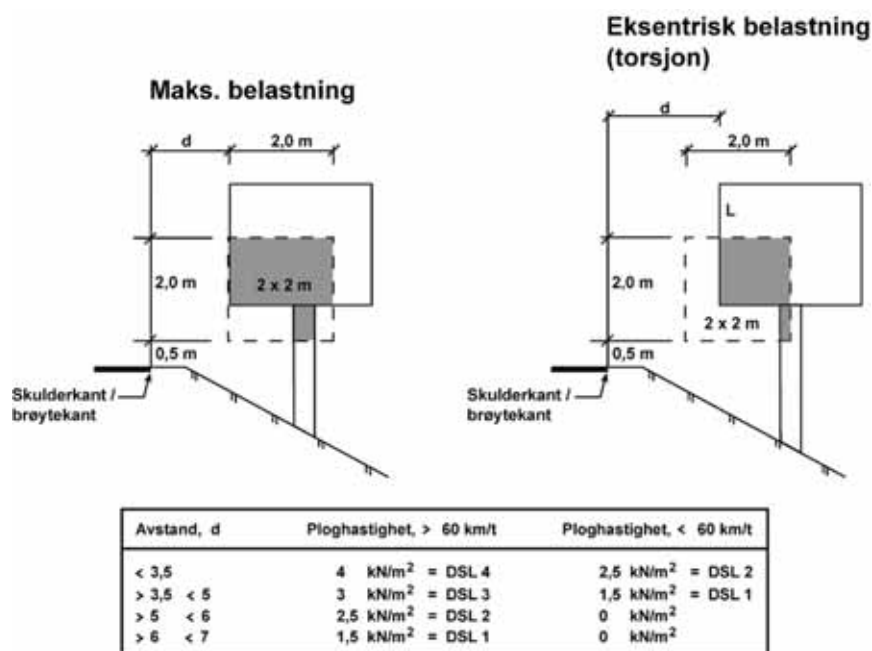 Eksentrisk belastning
(torsjon)
Maks. belastning
d
2,0 m
d
2,0 m
L
2,0 m
2 x 2 m
2,0 m
2 x 2 m
0,5 m
0,5 m
Skulderkant /
brøytekant
Skulderkant /
brøytekant
Avstand, d Ploghastighet, > 60 km/t Ploghastighet, < 60 km/t
< 3,5 4 kN/m² = DSL 4 2,5 kN/m² = DSL 2
> 3,5 < 5 3 kN/m² = DSL 3 1,5 kN/m² = DSL 1
> 5 < 6 2,5 kN/m² = DSL 2 0 kN/m²
> 6 < 7 1,5 kN/m² = DSL 1 0 kN/m²